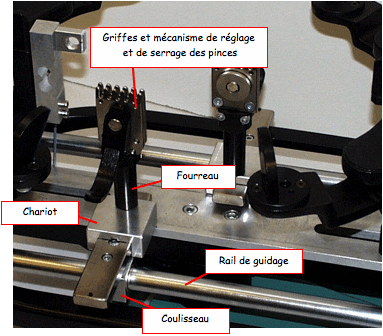 Griffes et mécanisme de réglage
et de serrage des pinces
Fourreau
Chariot
Rail de guidage
Coulisseau